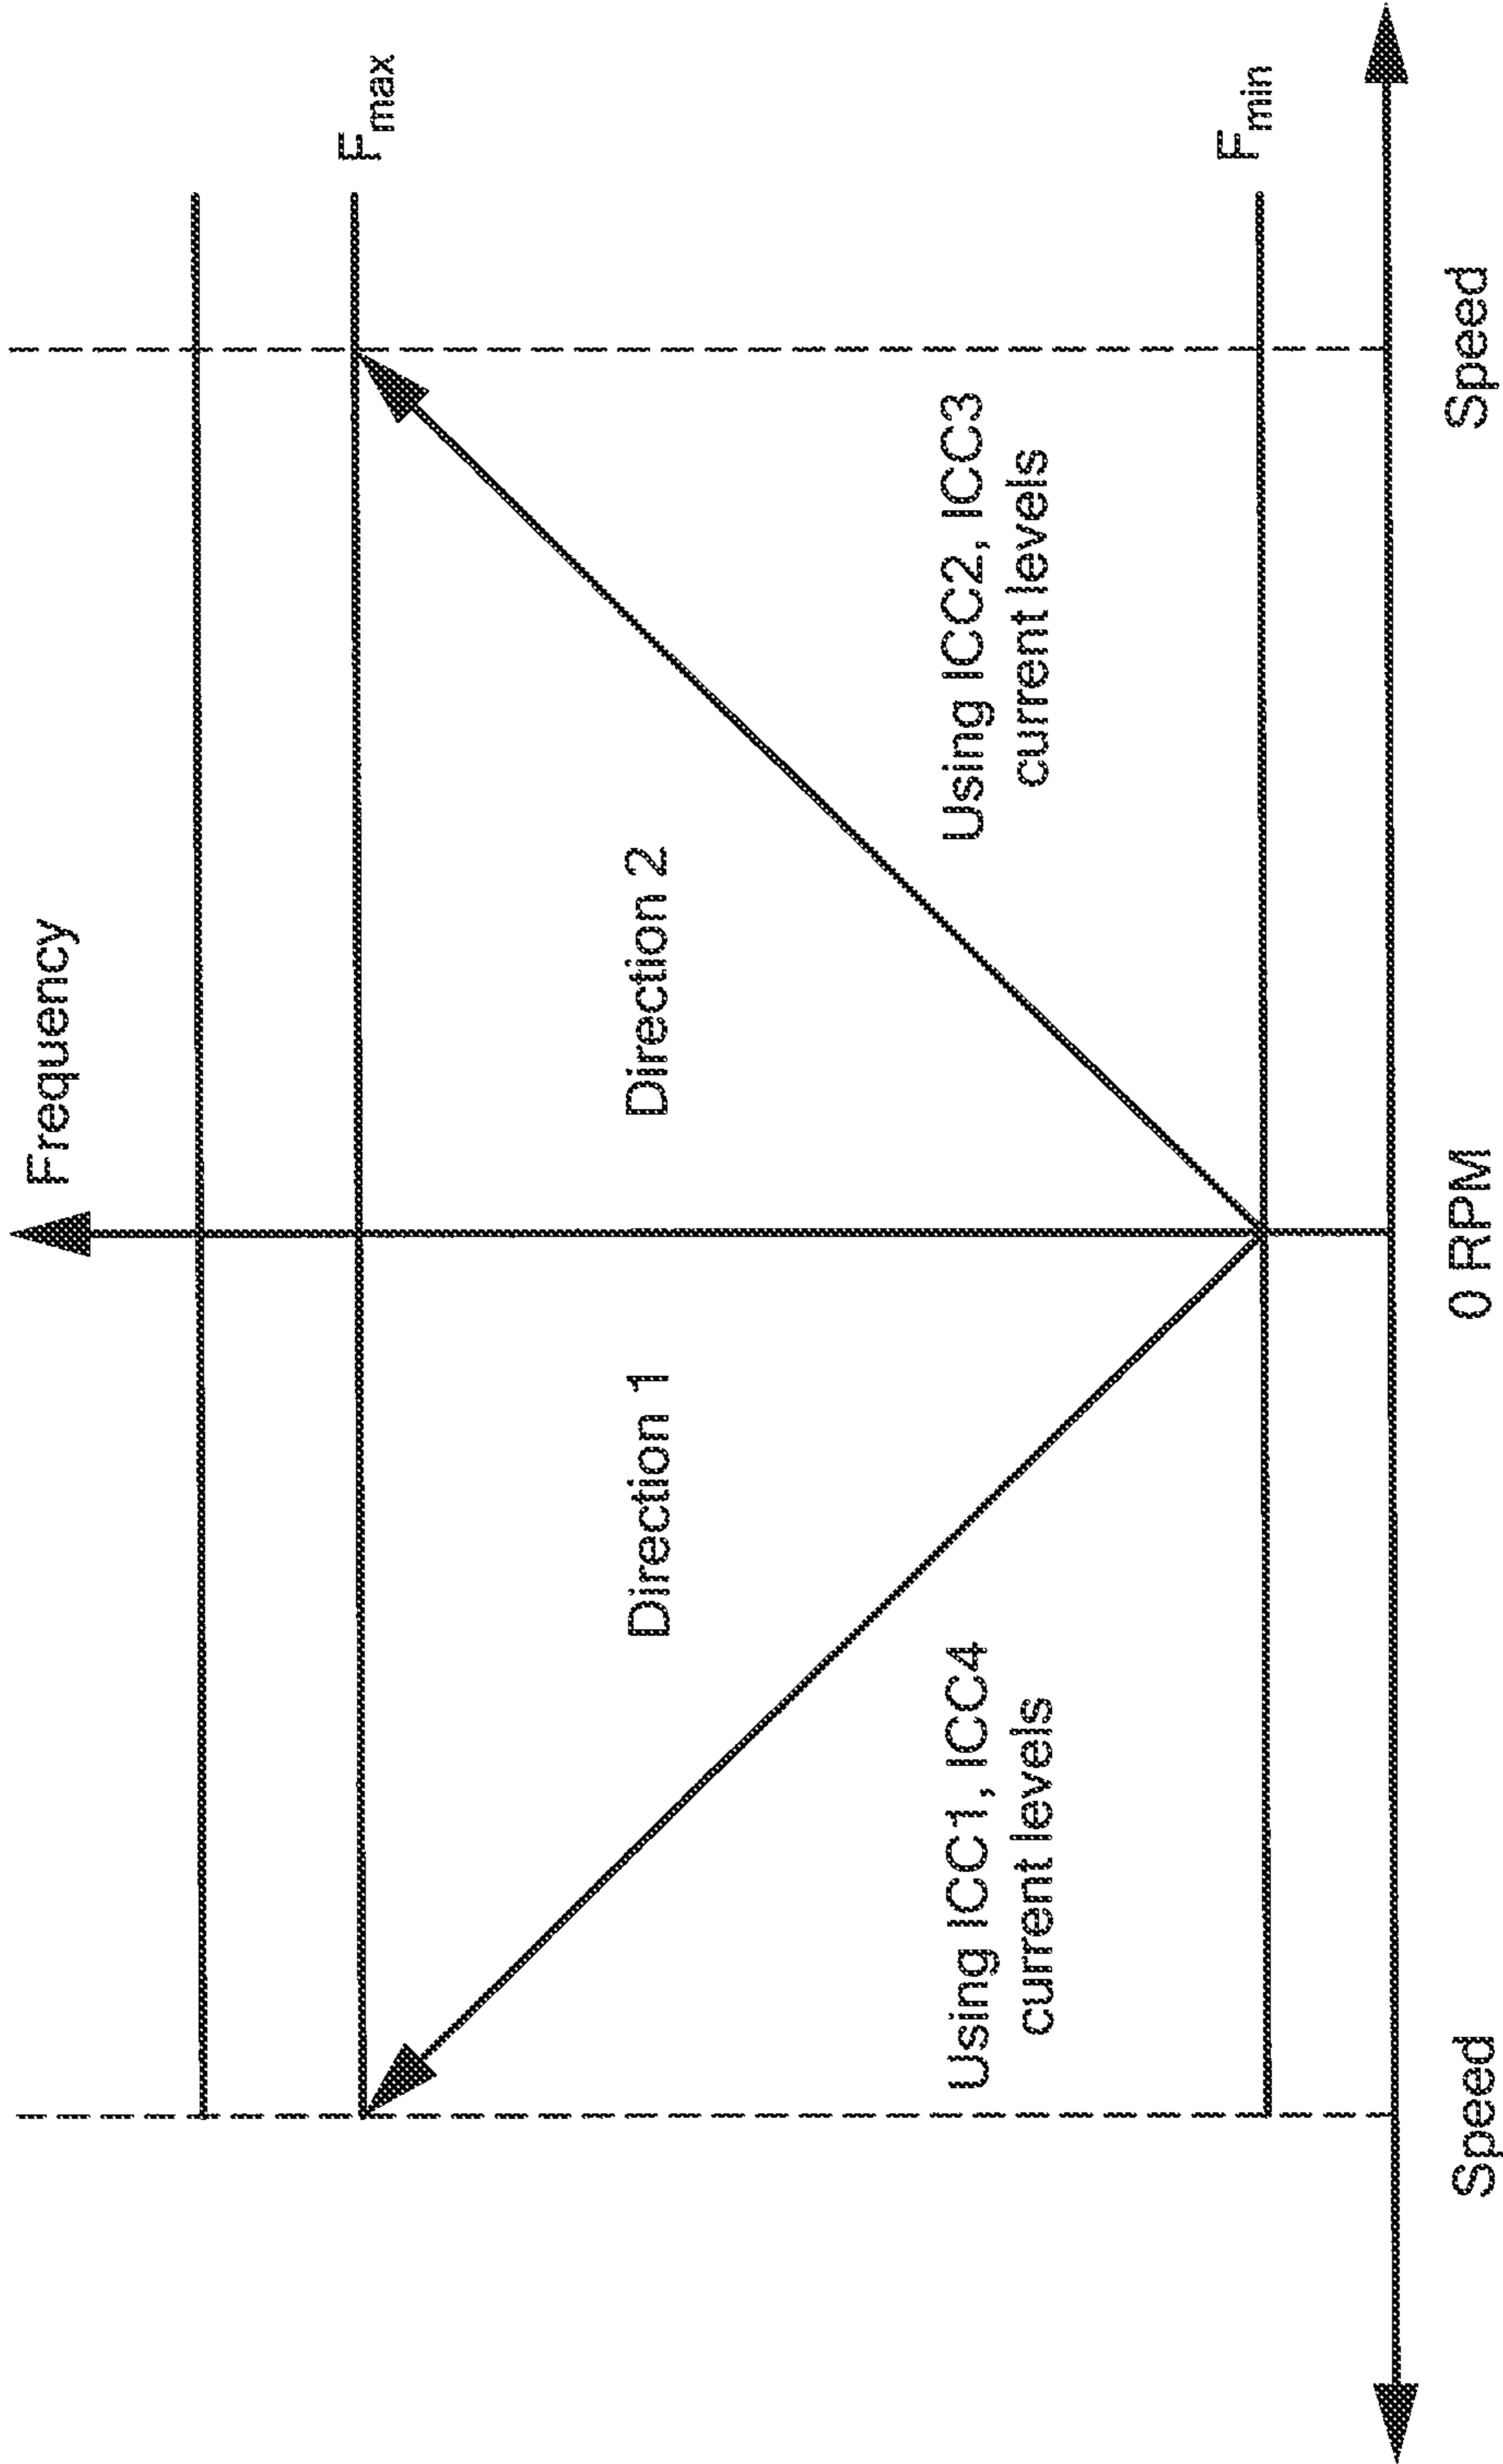 Frequency
Fmax
Direction 1
Direction 2
Using ICC1, ICC4
current levels
Using ICC2, ICC3
current levels
Fmin
Speed
0 RPM
Speed